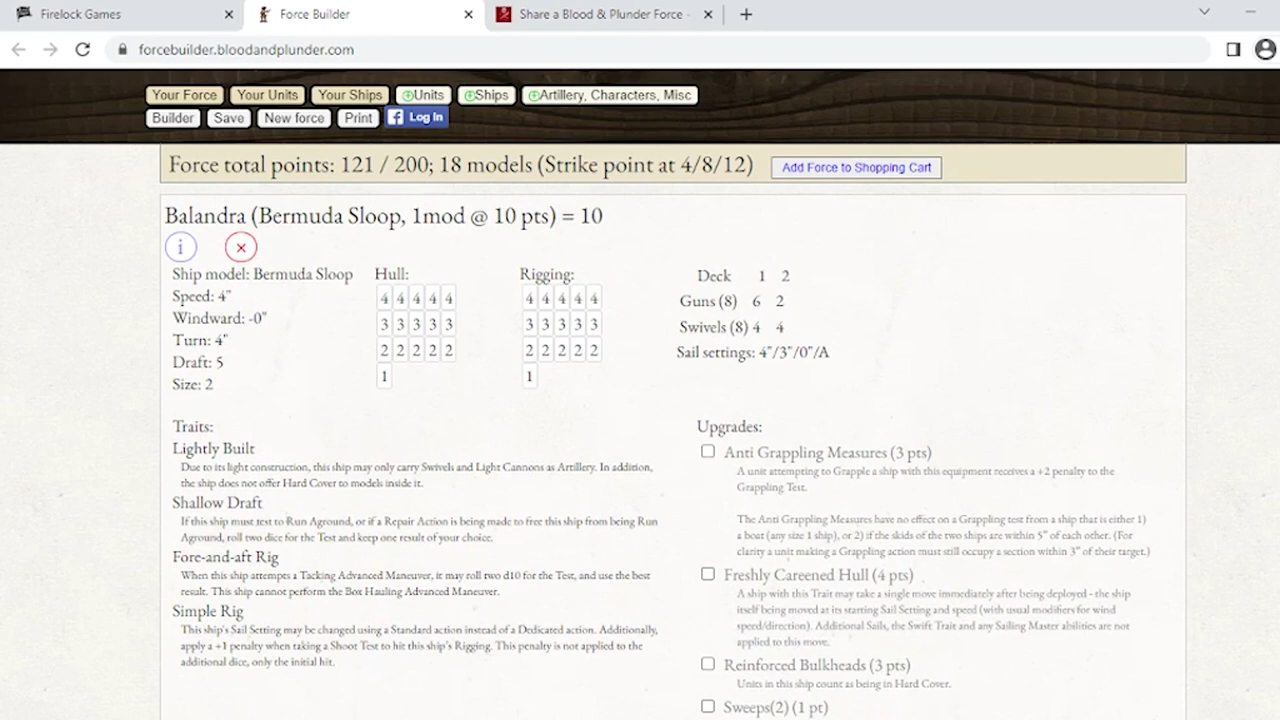 Firelock Games
Force Builder
Share a Blood & Plunder Force -
forcebuilder.bloodandplunder.com
Your Force Your Units Your Ships Units Ships Artillery, Characters, Misc
Builder Save New force Print f Log In
Force total points: 121 / 200; 18 models (Strike point at 4/8/12) Add Force to Shopping Cart
Balandra (Bermuda Sloop, 1mod @ 10 pts) = 10
i ×
Ship model: Bermuda Sloop
Speed: 4"
Windward: -0"
Turn: 4"
Draft: 5
Size: 2
Hull:
4 4 4 4 4
3 3 3 3 3
2 2 2 2 2
1
Rigging:
4 4 4 4 4
3 3 3 3 3
2 2 2 2 2
1
Deck 1 2
Guns (8) 6 2
Swivels (8) 4 4
Sail settings: 4"/3"/0"/A
Traits:
Lightly Built
Due to its light construction, this ship may only carry Swivels and Light Cannons as Artillery. In addition,
the ship does not offer Hard Cover to models inside it.
Shallow Draft
If this ship must test to Run Aground, or if a Repair Action is being made to free this ship from being Run
Aground, roll two dice for the Test and keep one result of your choice.
Fore-and-aft Rig
When this ship attempts a Tacking Advanced Maneuver, it may roll two d10 for the Test, and use the best
result. This ship cannot perform the Box Hauling Advanced Maneuver.
Simple Rig
This ship's Sail Setting may be changed using a Standard action instead of a Dedicated action. Additionally,
apply a +1 penalty when taking a Shoot Test to hit this ship's Rigging. This penalty is not applied to the
additional dice, only the initial hit.
Upgrades:
Anti Grappling Measures (3 pts)
A unit attempting to Grapple a ship with this equipment receives a +2 penalty to the
Grappling Test.
The Anti Grappling Measures have no effect on a Grappling test from a ship that is either 1)
a boat (any size 1 ship), or 2) if the skids of the two ships are within 5" of each other. (For
clarity a unit making a Grappling action must still occupy a section within 3" of their target.)
Freshly Careened Hull (4 pts)
A ship with this Trait may take a single move immediately after being deployed - the ship
itself being moved at its starting Sail Setting and speed (with usual modifiers for wind
speed/direction). Additional Sails, the Swift Trait and any Sailing Master abilities are not
applied to this move.
Reinforced Bulkheads (3 pts)
Units in this ship count as being in Hard Cover.
Sweeps(2) (1 pt)